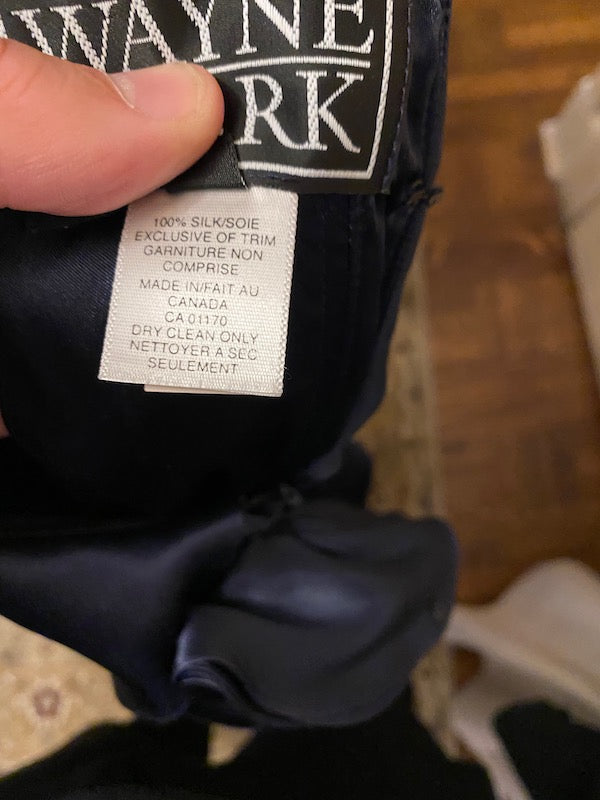 WAYNE
RK
100% SILK/SOIE
EXCLUSIVE OF TRIM
GARNITURE NON
COMPRISE
MADE IN/FAIT AU
CANADA
CA 01170
DRY CLEAN ONLY
NETTOYER A SEC
SEULEMENT